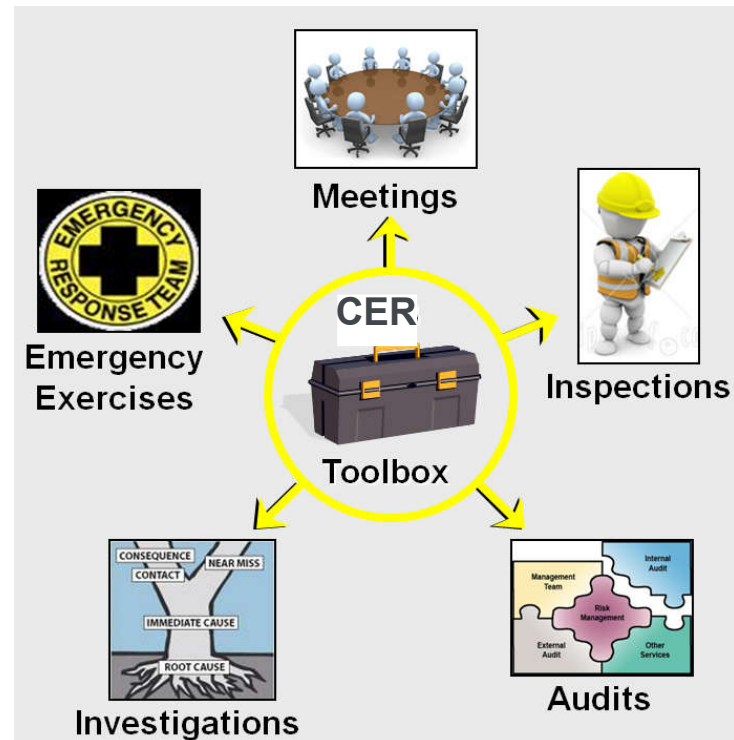 Meetings
EMERGENCY
RESPONSE TEAM
Emergency
Exercises
CER
Toolbox
Inspections
CONSEQUENCE
NEAR MISS
CONTACT
IMMEDIATE CAUSE
ROOT CAUSE
Investigations
Internal
Audit
Management
Team
Risk
Management
External
Audit
Other
Services
Audits